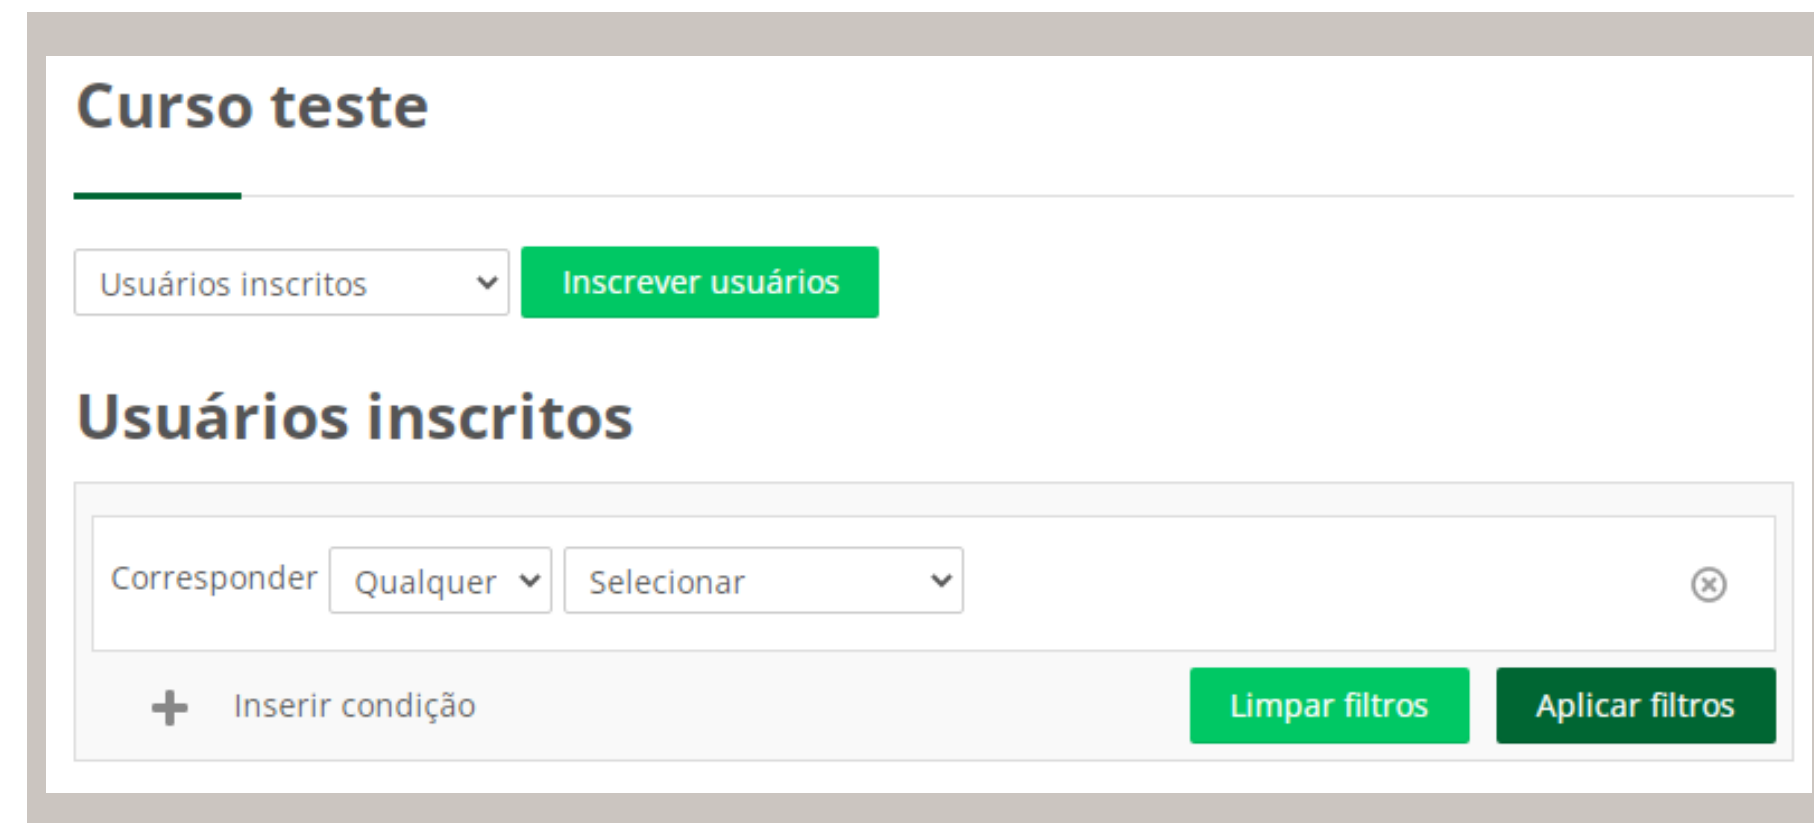 Curso teste
Usuários inscritos Inscrever usuários
Usuários inscritos
Corresponder Qualquer Selecionar
Inserir condição Limpar filtros Aplicar filtros